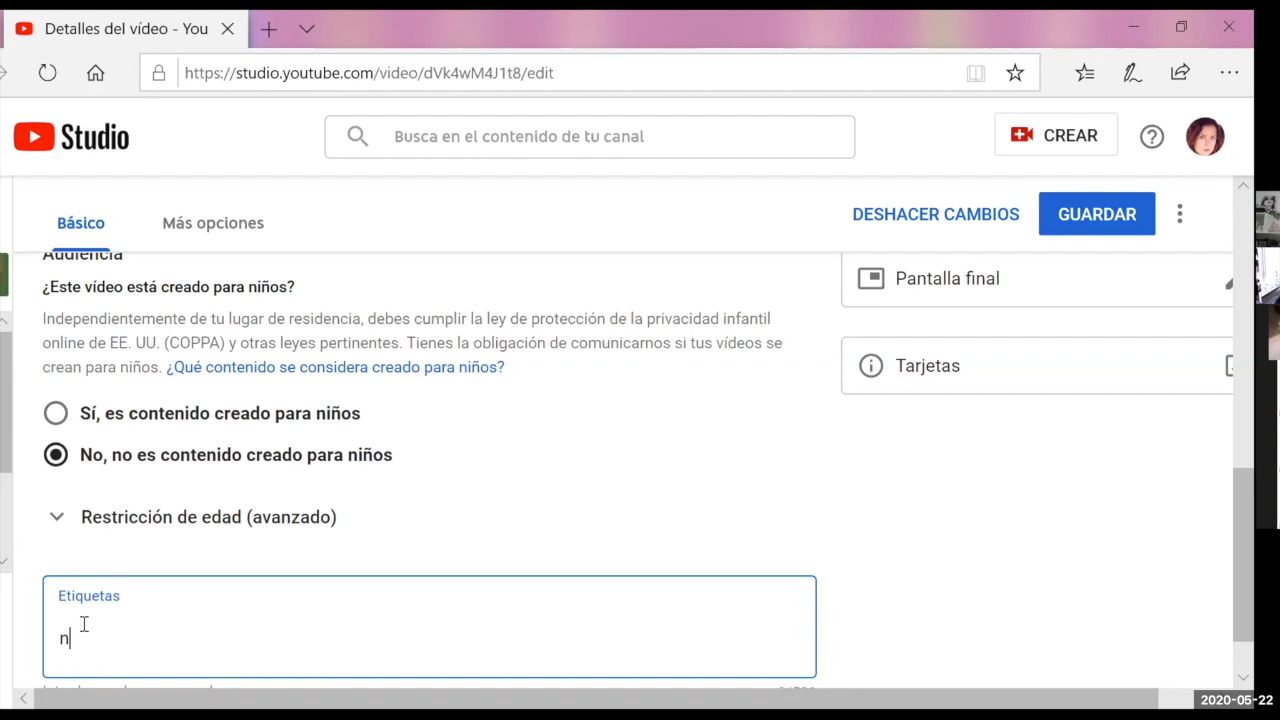 Detalles del vídeo - You
https://studio.youtube.com/video/dVk4wM4J1t8/edit
Studio
Busca en el contenido de tu canal
CREAR
Básico
Más opciones
DESHACER CAMBIOS
GUARDAR
Audiencia
¿Este vídeo está creado para niños?
Independientemente de tu lugar de residencia, debes cumplir la ley de protección de la privacidad infantil
online de EE. UU. (COPPA) y otras leyes pertinentes. Tienes la obligación de comunicarnos si tus vídeos se
crean para niños. ¿Qué contenido se considera creado para niños?
Sí, es contenido creado para niños
No, no es contenido creado para niños
Restricción de edad (avanzado)
Etiquetas
n
Pantalla final
Tarjetas
2020-05-22